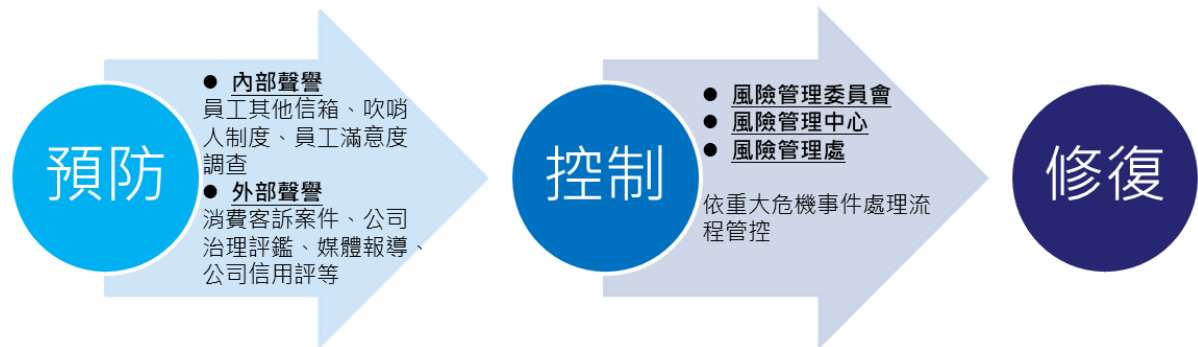 預防
● 內部聲譽
員工其他信箱、吹哨
人制度、員工滿意度
調查
● 外部聲譽
消費客訴案件、公司
治理評鑑、媒體報導、
公司信用評等
控制
● 風險管理委員會
● 風險管理中心
● 風險管理處
依重大危機事件處理流
程管控
修復